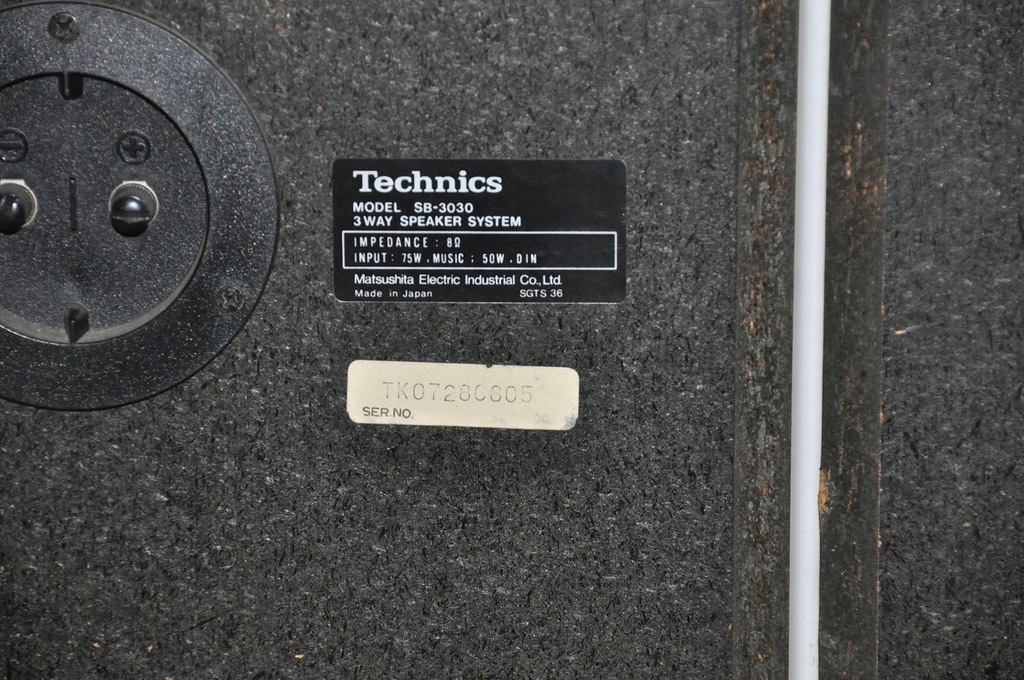 Technics
MODEL SB-3030
3 WAY SPEAKER SYSTEM
IMPEDANCE : 8Ω
INPUT : 75W . MUSIC : 50W . DIN
Matsushita Electric Industrial Co., Ltd.
Made in Japan SGTS 36
SER.NO.